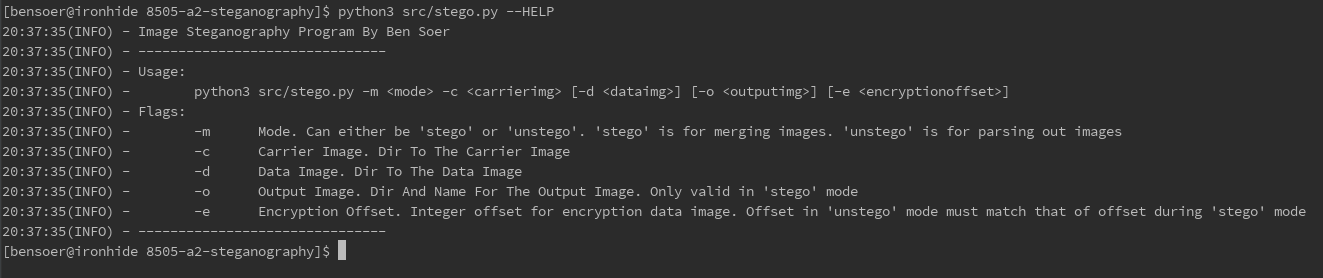 [bensoer@ironhide 8505-a2-steganography]$ python3 src/stego.py --HELP
20:37:35(INFO) - Image Steganography Program By Ben Soer
20:37:35(INFO) - -------------------------------
20:37:35(INFO) - Usage:
20:37:35(INFO) -        python3 src/stego.py -m <mode> -c <carrierimg> [-d <dataimg>] [-o <outputimg>] [-e <encryptionoffset>]
20:37:35(INFO) - Flags:
20:37:35(INFO) -        -m      Mode. Can either be 'stego' or 'unstego'. 'stego' is for merging images. 'unstego' is for parsing out images
20:37:35(INFO) -        -c      Carrier Image. Dir To The Carrier Image
20:37:35(INFO) -        -d      Data Image. Dir To The Data Image
20:37:35(INFO) -        -o      Output Image. Dir And Name For The Output Image. Only valid in 'stego' mode
20:37:35(INFO) -        -e      Encryption Offset. Integer offset for encryption data image. Offset in 'unstego' mode must match that of offset during 'stego' mode
20:37:35(INFO) - -------------------------------
[bensoer@ironhide 8505-a2-steganography]$